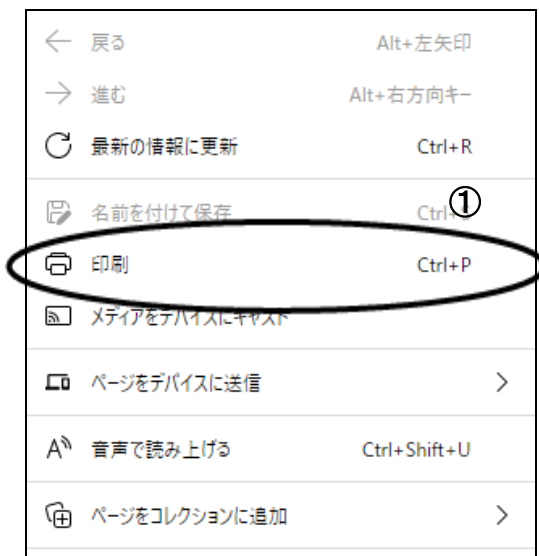 戻る Alt+左矢印
進む Alt+右方向キー
最新の情報に更新 Ctrl+R
①
名前を付けて保存 Ctrl+
印刷 Ctrl+P
メディアをデバイスにキャスト
ページをデバイスに送信
音声で読み上げる Ctrl+Shift+U
ページをコレクションに追加